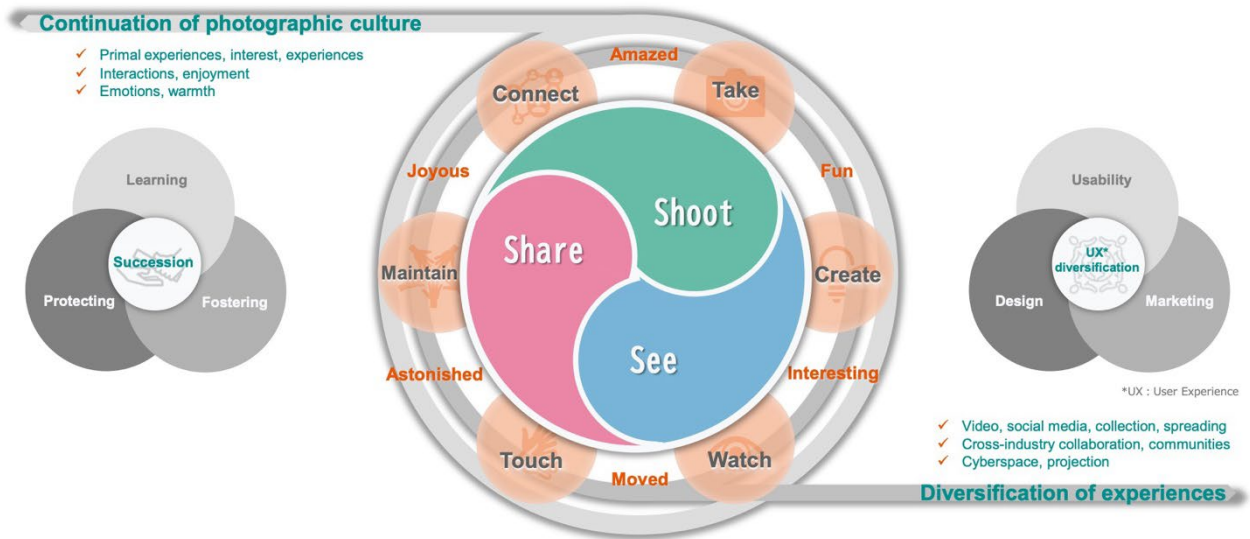 Continuation of photographic culture
✓ Primal experiences, interest, experiences
✓ Interactions, enjoyment
✓ Emotions, warmth
Learning
Succession
Protecting
Fostering
Amazed
Connect
Take
Joyous
Fun
Shoot
Share
Maintain
Create
See
Astonished
Interesting
Touch
Watch
Moved
Usability
UX*
diversification
Design
Marketing
*UX : User Experience
✓ Video, social media, collection, spreading
✓ Cross-industry collaboration, communities
✓ Cyberspace, projection
Diversification of experiences